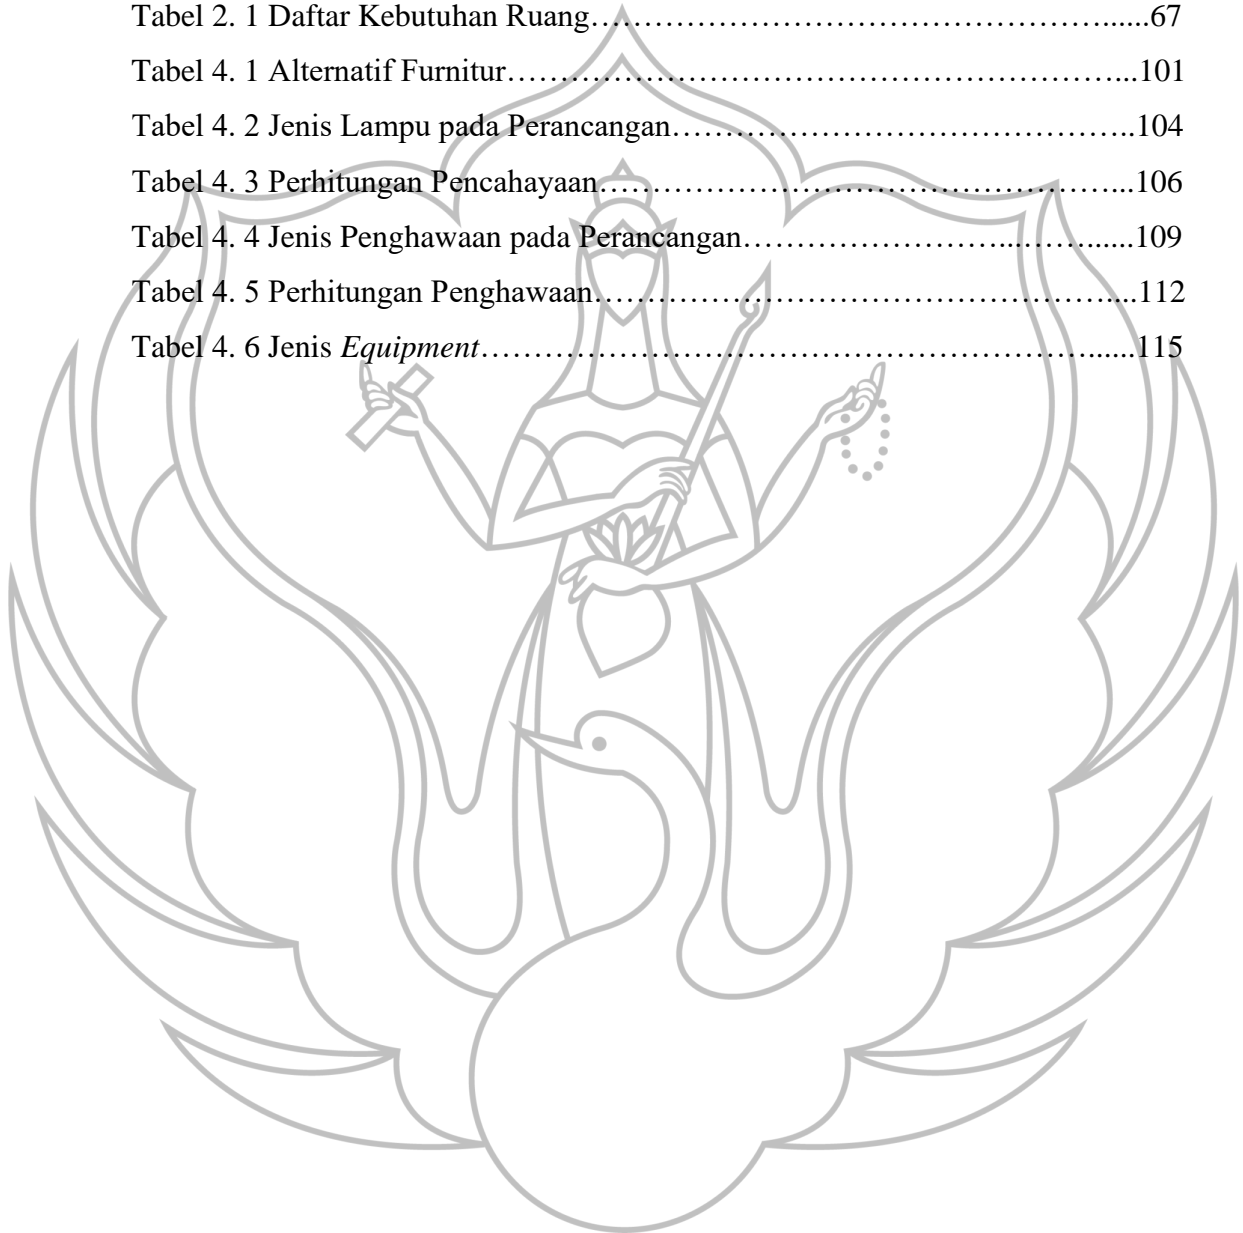 Tabel 2. 1 Daftar Kebutuhan Ruang…………………………………………......67
Tabel 4. 1 Alternatif Furnitur…………………………………………………...101
Tabel 4. 2 Jenis Lampu pada Perancangan……………………………………..104
Tabel 4. 3 Perhitungan Pencahayaan…………………………………………...106
Tabel 4. 4 Jenis Penghawaan pada Perancangan……………………..……......109
Tabel 4. 5 Perhitungan Penghawaan…………………………………………....112
Tabel 4. 6 Jenis Equipment…………………………………………………......115